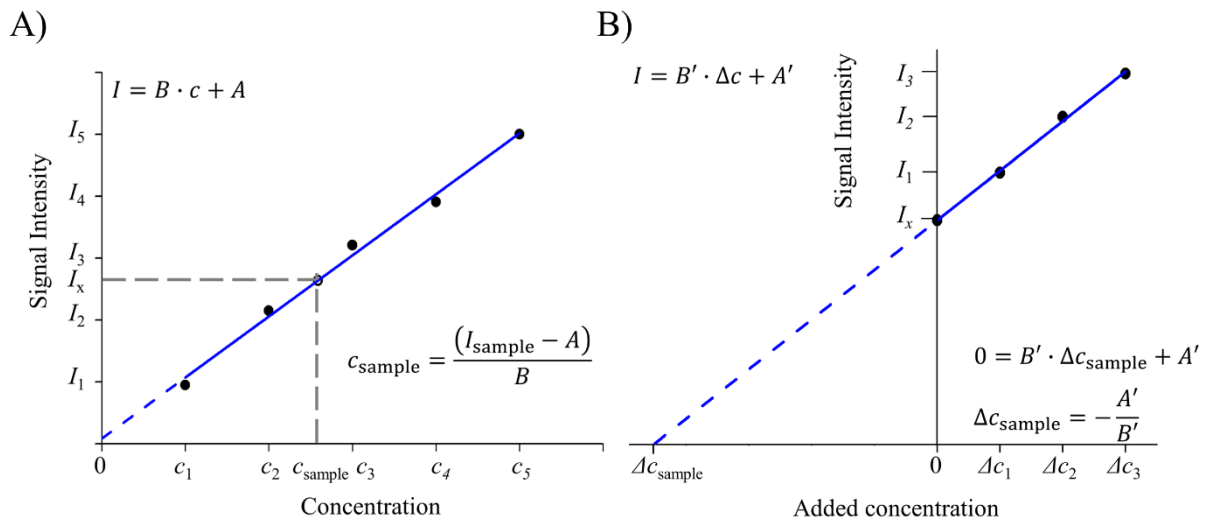 A)
I = B · c + A
Signal Intensity
I₅
I₄
I₃
Iₓ
I₂
I₁
c_sample = (I_sample − A) / B
0 c₁ c₂ c_sample c₃ c₄ c₅
Concentration
B)
I = B′ · Δc + A′
Signal Intensity
I₃
I₂
I₁
Iₓ
0 = B′ · Δc_sample + A′
Δc_sample = − A′ / B′
Δc_sample 0 Δc₁ Δc₂ Δc₃
Added concentration